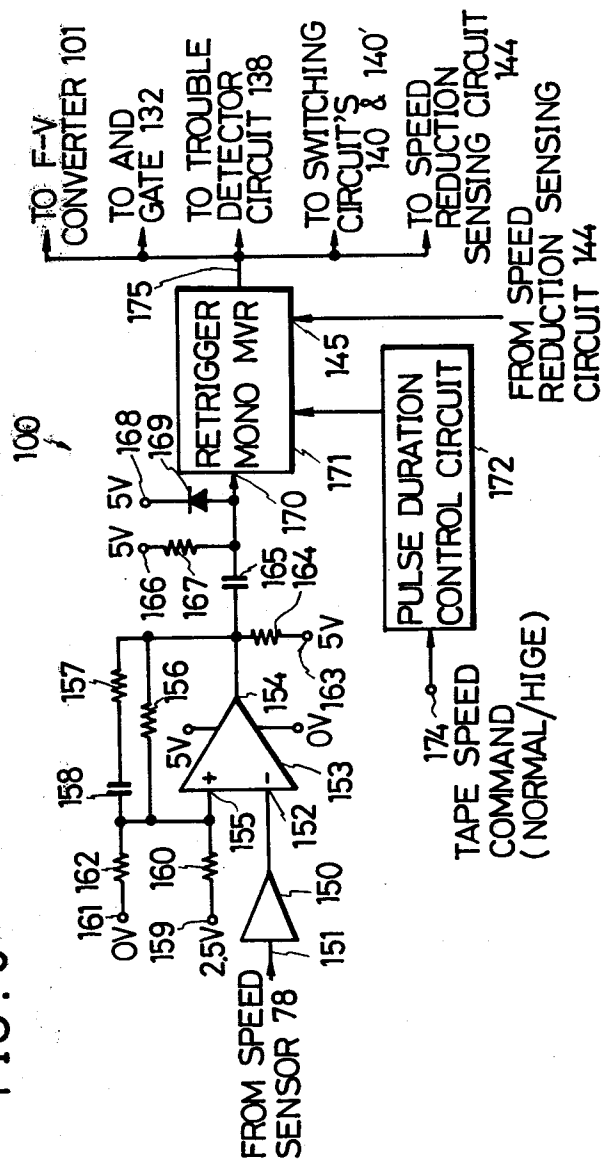 100
TO F-V
CONVERTER 101
TO AND
GATE 132
TO TROUBLE
DETECTOR
CIRCUIT 138
TO SWITCHING
CIRCUIT'S
140 & 140'
TO SPEED
REDUCTION
SENSING CIRCUIT
144
FROM SPEED
REDUCTION SENSING
CIRCUIT 144
175
RETRIGGER
MONO MVR
145
171
170
5V 168
169
5V
166
167
165
164
157
156
158
162
161
0V
160
159
2.5V
5V
+
-
155
152
154
153
0V
163
5V
150
151
FROM SPEED
SENSOR 78
PULSE DURATION
CONTROL CIRCUIT
172
174
TAPE SPEED
COMMAND
(NORMAL/HIGE)